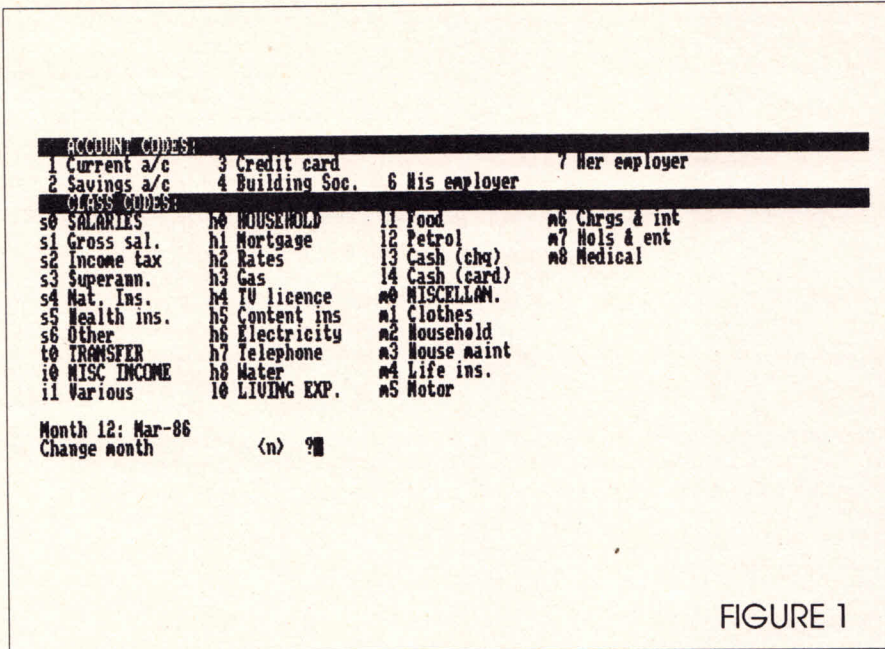 ACCOUNT CODES:
1 Current a/c 3 Credit card 7 Her employer
2 Savings a/c 4 Building Soc. 6 His employer
CLASS CODES:
s0 SALARIES h0 HOUSEHOLD l1 Food m6 Chrgs & int
s1 Gross sal. h1 Mortgage l2 Petrol m7 Hols & ent
s2 Income tax h2 Rates l3 Cash (chq) m8 Medical
s3 Superann. h3 Gas l4 Cash (card)
s4 Nat. Ins. h4 TV licence m0 MISCELLAN.
s5 Health ins. h5 Content ins m1 Clothes
s6 Other h6 Electricity m2 Household
t0 TRANSFER h7 Telephone m3 House maint
i0 MISC INCOME h8 Water m4 Life ins.
i1 Various l0 LIVING EXP. m5 Motor
Month 12: Mar-86
Change month <n> ?
FIGURE 1